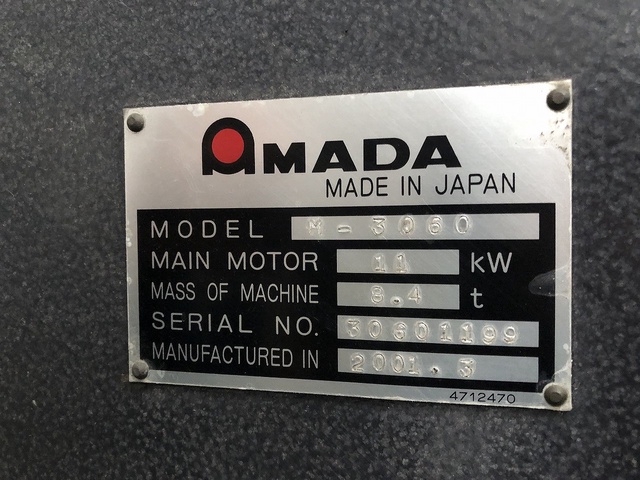 AMADA
MADE IN JAPAN
MODEL M-3060
MAIN MOTOR 11 kW
MASS OF MACHINE 8.4 t
SERIAL NO. 30601199
MANUFACTURED IN 2001.3
4712470